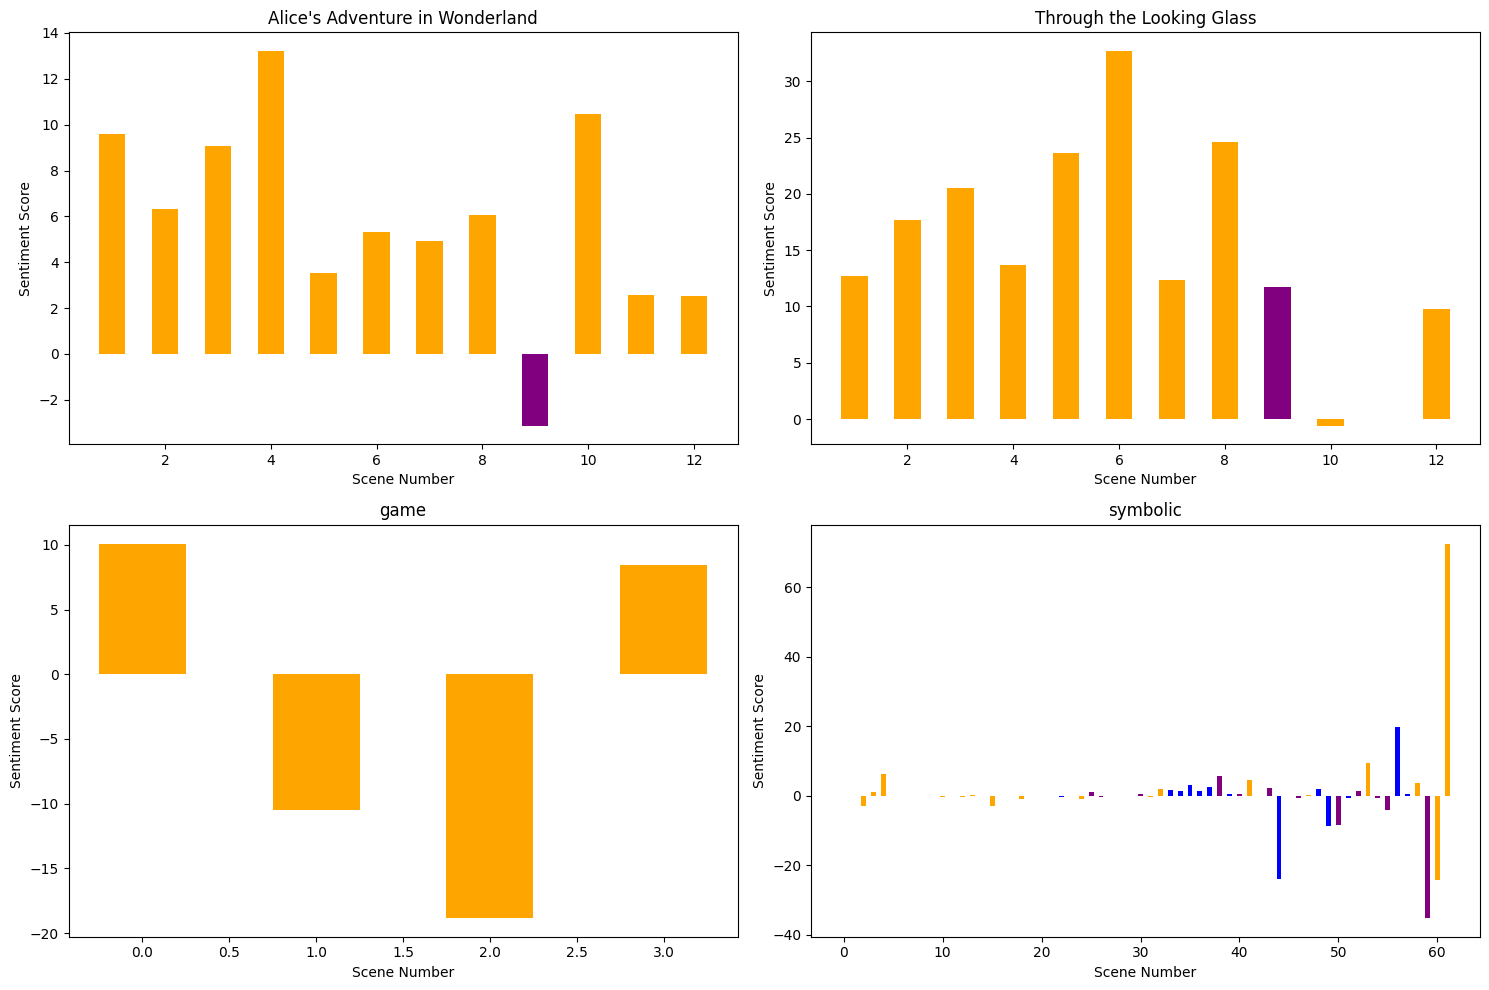 Alice's Adventure in Wonderland
14
12
10
8
6
4
2
0
−2
Sentiment Score
2 4 6 8 10 12
Scene Number
Through the Looking Glass
30
25
20
15
10
5
0
Sentiment Score
2 4 6 8 10 12
Scene Number
game
10
5
0
−5
−10
−15
−20
Sentiment Score
0.0 0.5 1.0 1.5 2.0 2.5 3.0
Scene Number
symbolic
60
40
20
0
−20
−40
Sentiment Score
0 10 20 30 40 50 60
Scene Number